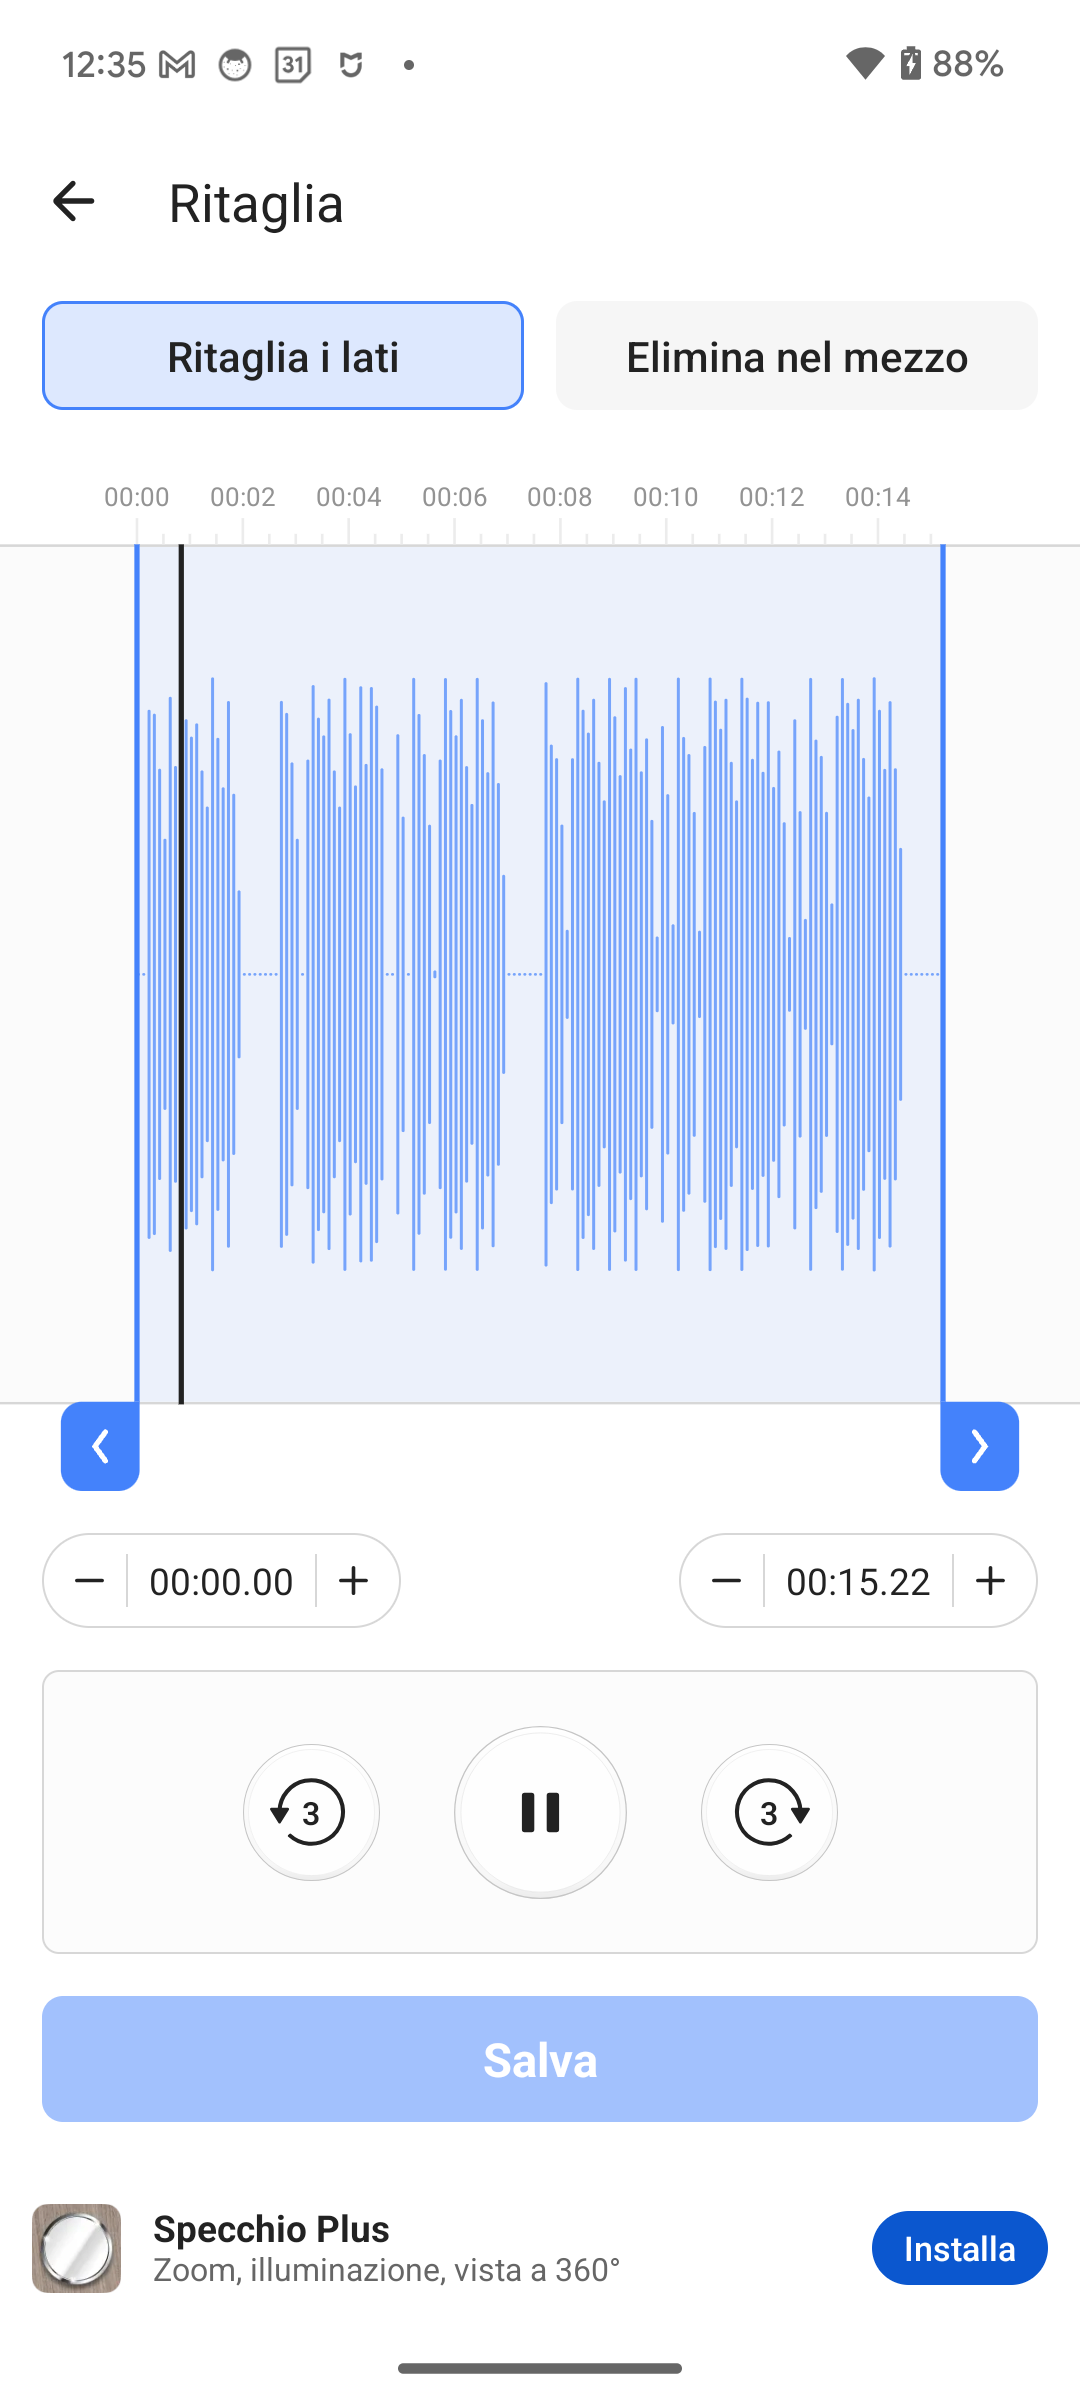 12:35 31 88%
Ritaglia
Ritaglia i lati Elimina nel mezzo
00:00 00:02 00:04 00:06 00:08 00:10 00:12 00:14
00:00.00 00:15.22
3 3
Salva
Specchio Plus
Zoom, illuminazione, vista a 360°
Installa